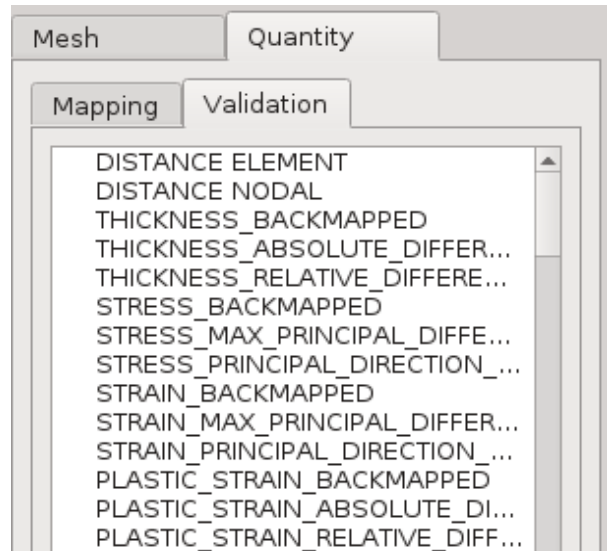 Mesh
Quantity
Mapping
Validation
DISTANCE ELEMENT
DISTANCE NODAL
THICKNESS_BACKMAPPED
THICKNESS_ABSOLUTE_DIFFER...
THICKNESS_RELATIVE_DIFFERE...
STRESS_BACKMAPPED
STRESS_MAX_PRINCIPAL_DIFFE...
STRESS_PRINCIPAL_DIRECTION_...
STRAIN_BACKMAPPED
STRAIN_MAX_PRINCIPAL_DIFFER...
STRAIN_PRINCIPAL_DIRECTION_...
PLASTIC_STRAIN_BACKMAPPED
PLASTIC_STRAIN_ABSOLUTE_DI...
PLASTIC_STRAIN_RELATIVE_DIFF...